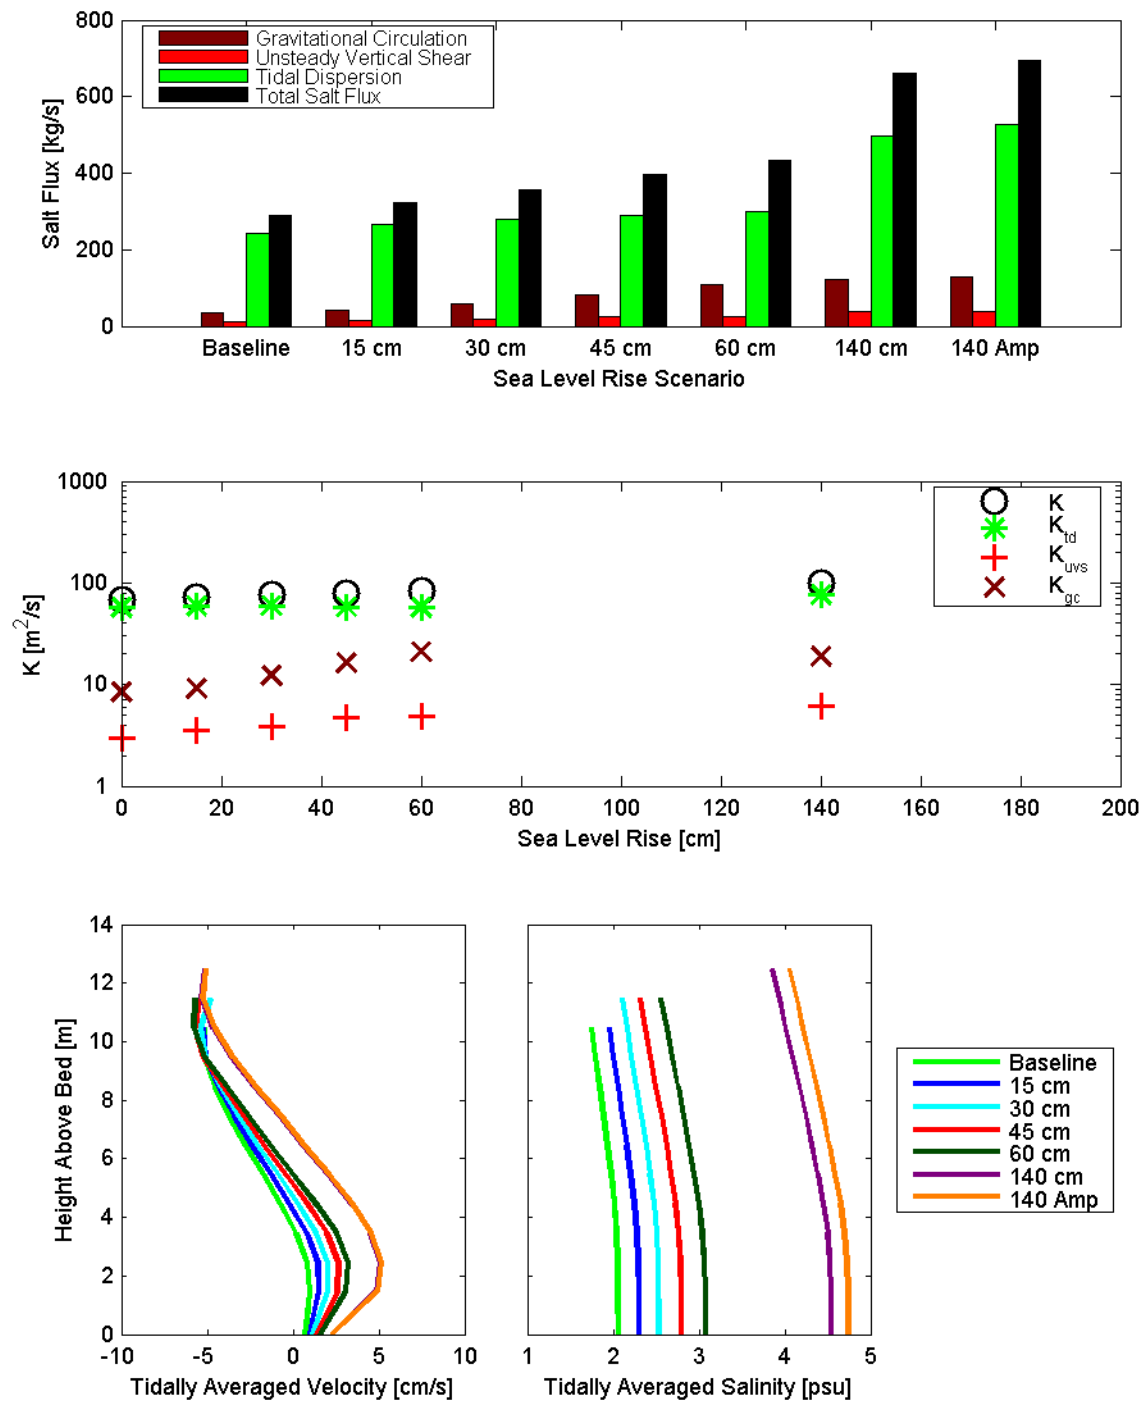 800
600
400
200
0
Salt Flux [kg/s]
Gravitational Circulation
Unsteady Vertical Shear
Tidal Dispersion
Total Salt Flux
Baseline 15 cm 30 cm 45 cm 60 cm 140 cm 140 Amp
Sea Level Rise Scenario
1000
100
10
1
K [m²/s]
K
K_td
K_uvs
K_gc
0 20 40 60 80 100 120 140 160 180 200
Sea Level Rise [cm]
14
12
10
8
6
4
2
0
Height Above Bed [m]
-10 -5 0 5 10
Tidally Averaged Velocity [cm/s]
1 2 3 4 5
Tidally Averaged Salinity [psu]
Baseline
15 cm
30 cm
45 cm
60 cm
140 cm
140 Amp